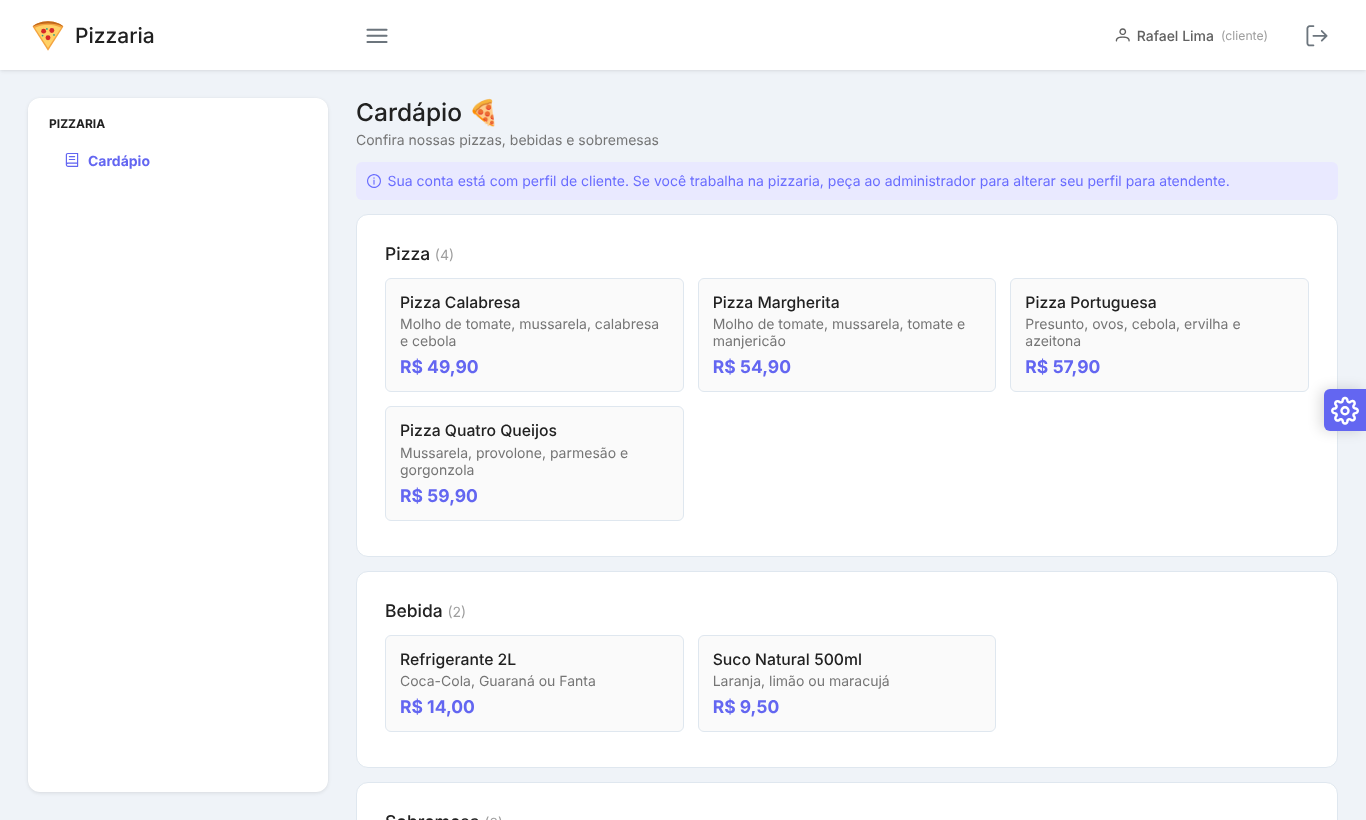 Pizzaria
Rafael Lima (cliente)
PIZZARIA
Cardápio
Cardápio
Confira nossas pizzas, bebidas e sobremesas
Sua conta está com perfil de cliente. Se você trabalha na pizzaria, peça ao administrador para alterar seu perfil para atendente.
Pizza (4)
Pizza Calabresa
Molho de tomate, mussarela, calabresa
e cebola
R$ 49,90
Pizza Margherita
Molho de tomate, mussarela, tomate e
manjericão
R$ 54,90
Pizza Portuguesa
Presunto, ovos, cebola, ervilha e
azeitona
R$ 57,90
Pizza Quatro Queijos
Mussarela, provolone, parmesão e
gorgonzola
R$ 59,90
Bebida (2)
Refrigerante 2L
Coca-Cola, Guaraná ou Fanta
R$ 14,00
Suco Natural 500ml
Laranja, limão ou maracujá
R$ 9,50
Sobremesa